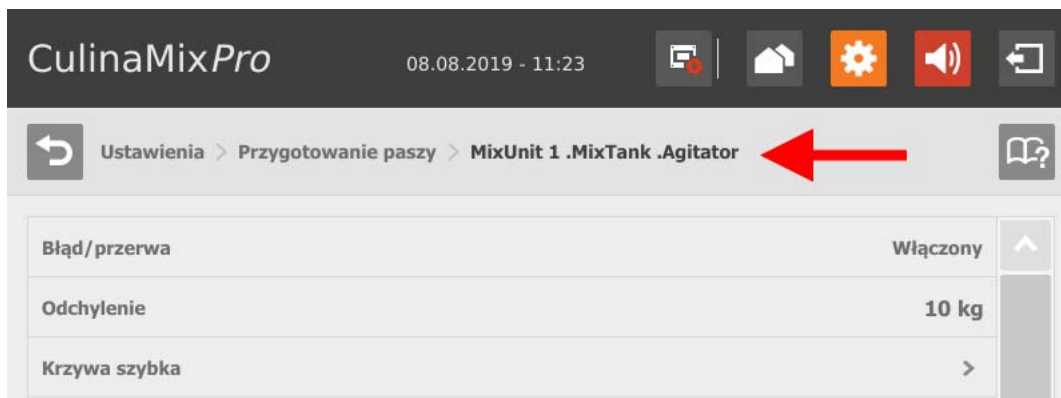 CulinaMixPro 08.08.2019 - 11:23
Ustawienia > Przygotowanie paszy > MixUnit 1 .MixTank .Agitator
Błąd/przerwa Włączony
Odchylenie 10 kg
Krzywa szybka >